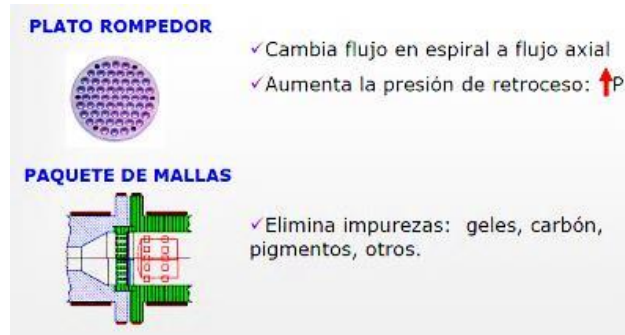 PLATO ROMPEDOR
✓Cambia flujo en espiral a flujo axial
✓Aumenta la presión de retroceso: ↑P
PAQUETE DE MALLAS
✓Elimina impurezas: geles, carbón,
pigmentos, otros.